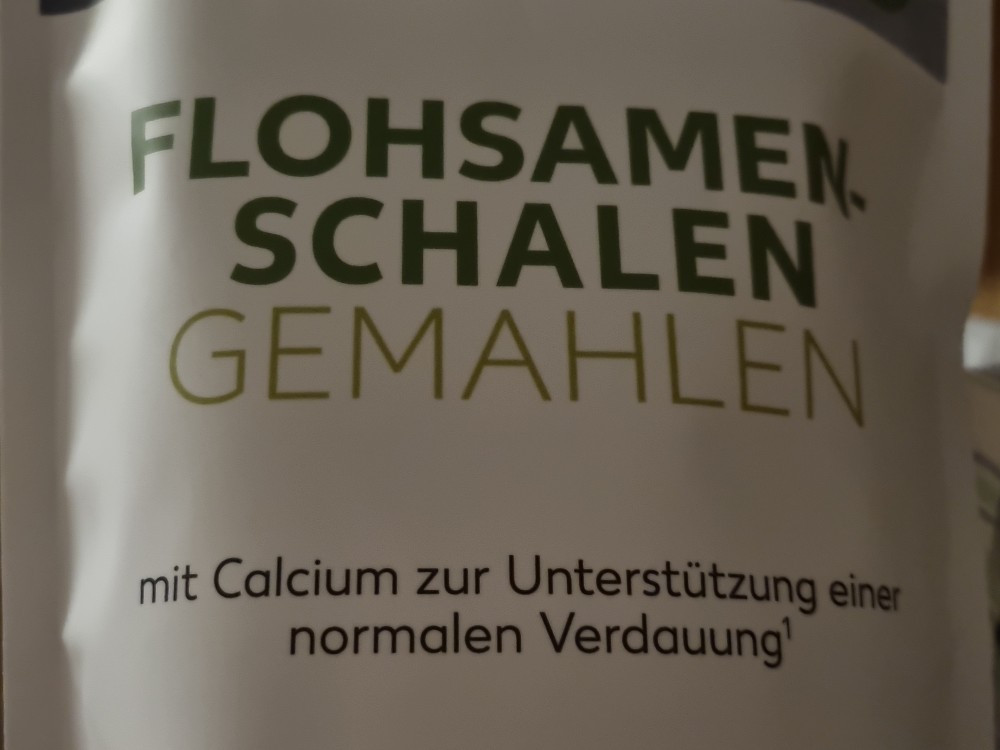 FLOHSAMEN-
SCHALEN
GEMAHLEN
mit Calcium zur Unterstützung einer
normalen Verdauung¹